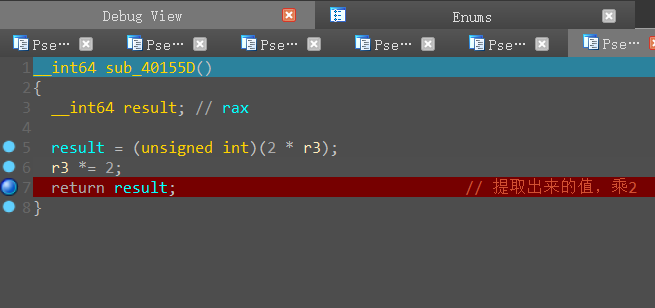 Debug View
Enums
Pse… Pse… Pse… Pse… Pse… Pse…
1 __int64 sub_40155D()
2 {
3 __int64 result; // rax
4
5 result = (unsigned int)(2 * r3);
6 r3 *= 2;
7 return result; // 提取出来的值，乘2
8 }